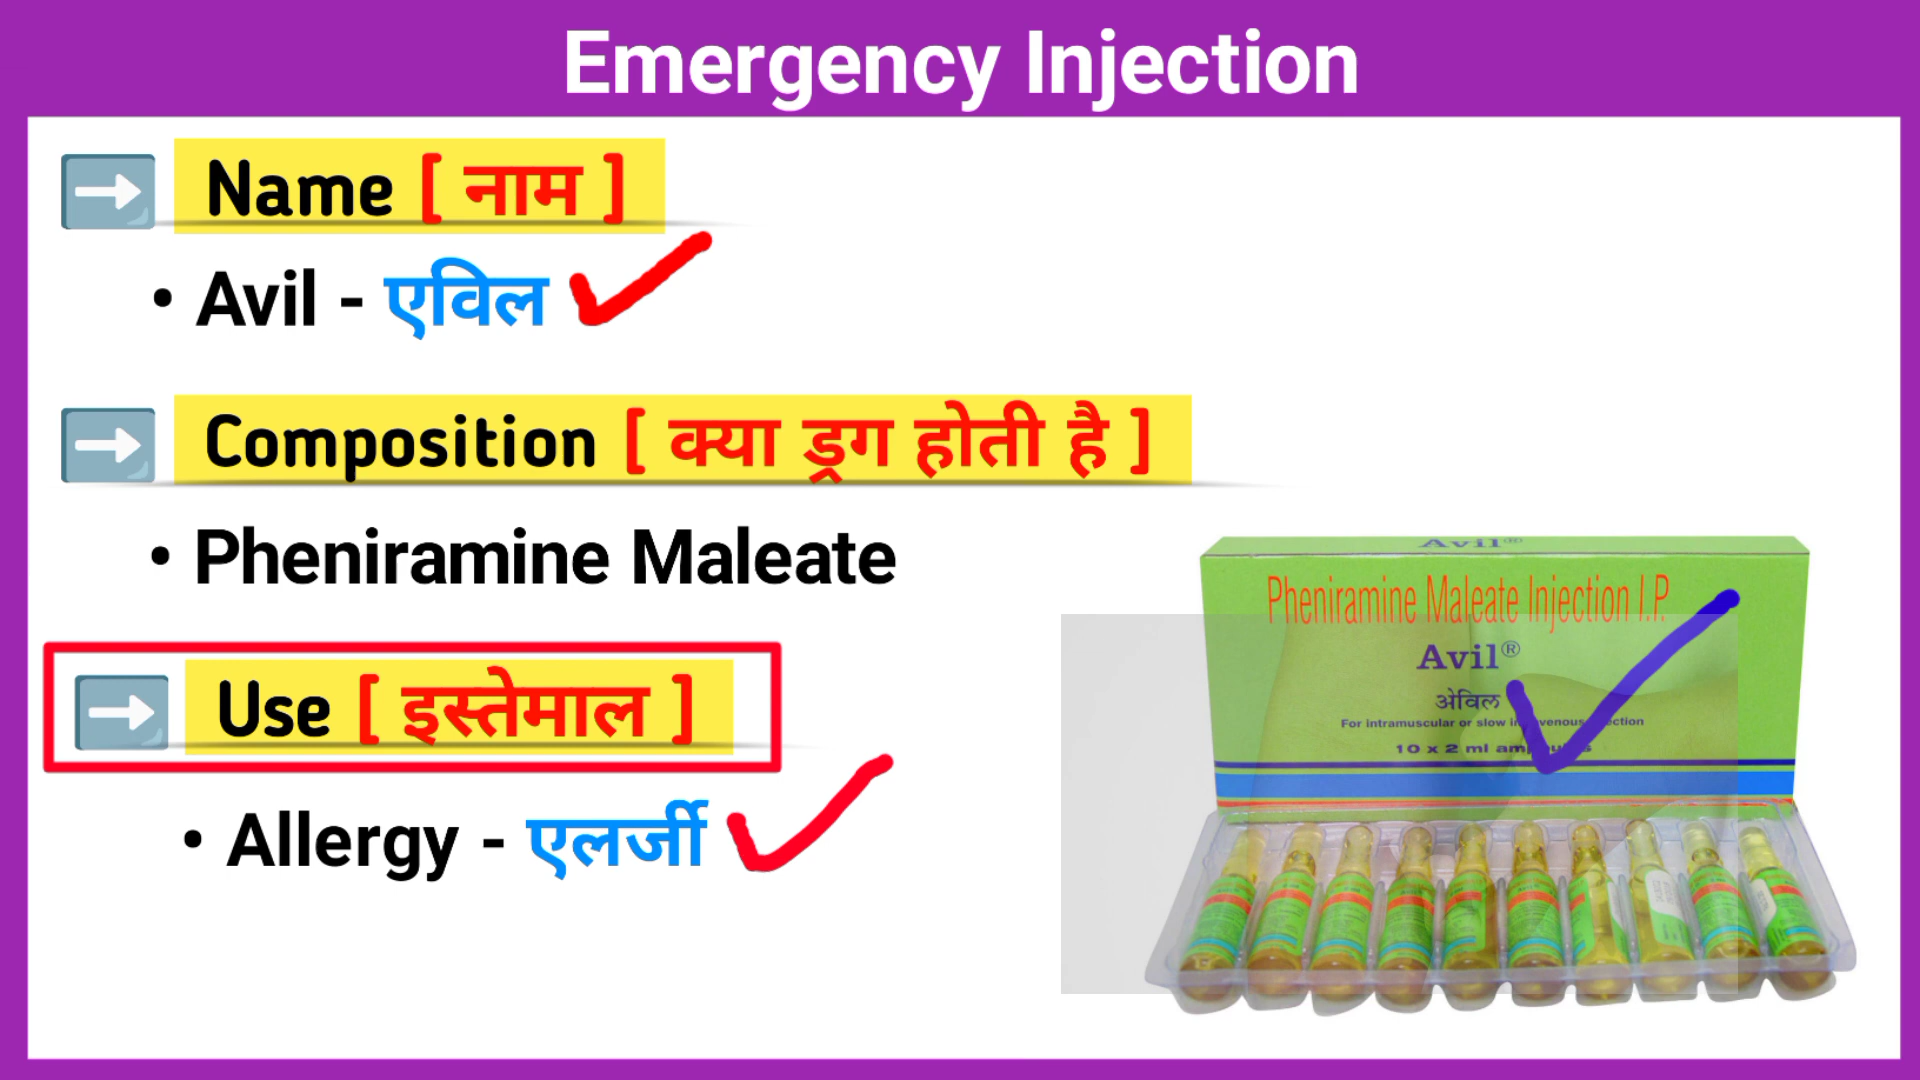 Emergency Injection
Name [ नाम ]
• Avil - एविल
Composition [ क्या ड्रग होती है ]
• Pheniramine Maleate
Use [ इस्तेमाल ]
• Allergy - एलर्जी
Avil®
Pheniramine Maleate Injection I.P.
Avil®
अेविल
For intramuscular or slow
10 x 2 ml